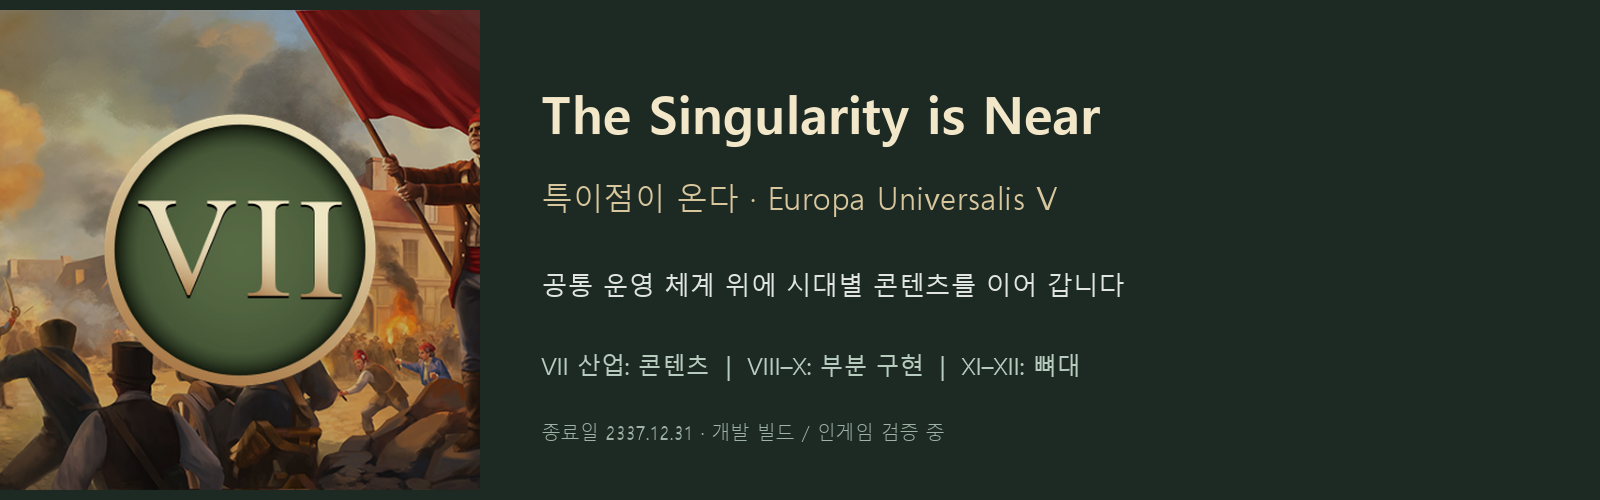 VII
The Singularity is Near
특이점이 온다 · Europa Universalis V
공통 운영 체계 위에 시대별 콘텐츠를 이어 갑니다
VII 산업: 콘텐츠 | VIII–X: 부분 구현 | XI–XII: 뼈대
종료일 2337.12.31 · 개발 빌드 / 인게임 검증 중